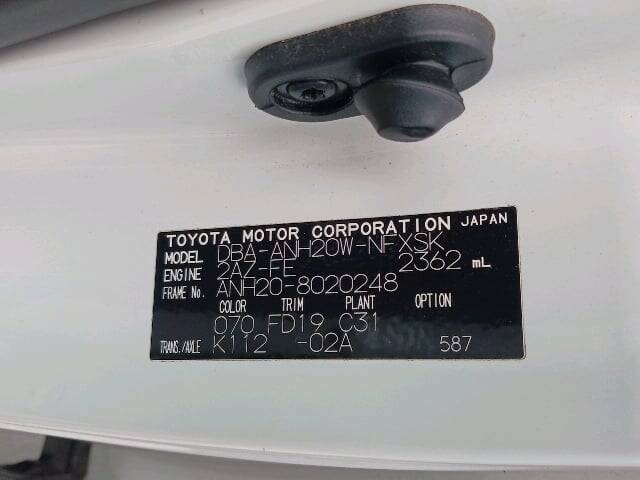 TOYOTA MOTOR CORPORATION JAPAN
MODEL DBA-ANH20W-NFXSK
ENGINE 2AZ-FE 2362 mL
FRAME No. ANH20-8020248
COLOR TRIM PLANT OPTION
070 FD19 C31
TRANS./AXLE K112 -02A 587